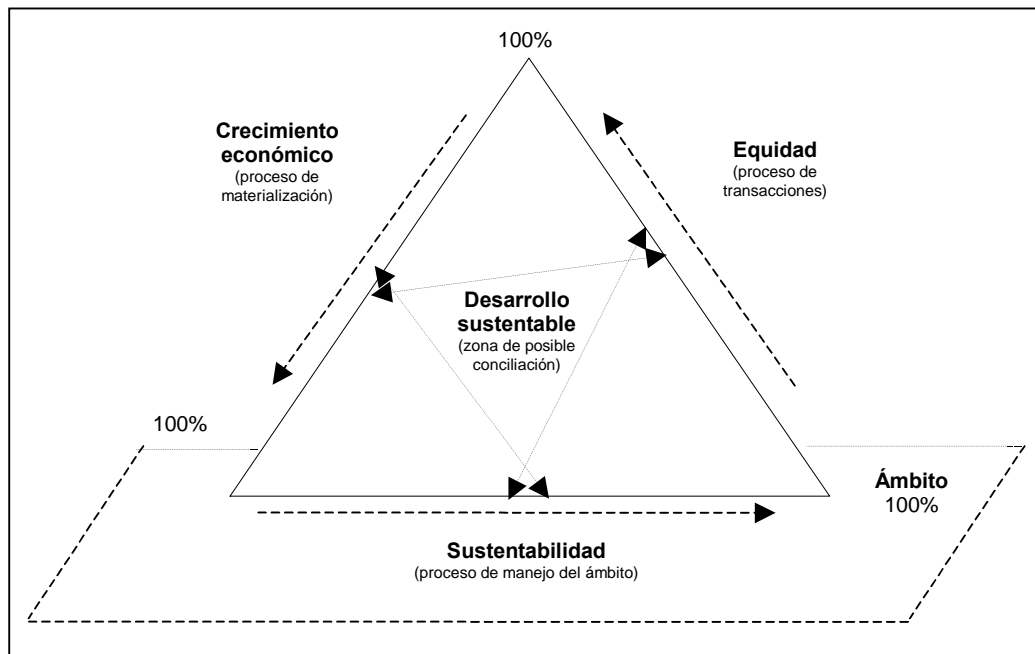 100%
Crecimiento
económico
(proceso de
materialización)
Equidad
(proceso de
transacciones)
Desarrollo
sustentable
(zona de posible
conciliación)
100%
Ámbito
100%
Sustentabilidad
(proceso de manejo del ámbito)